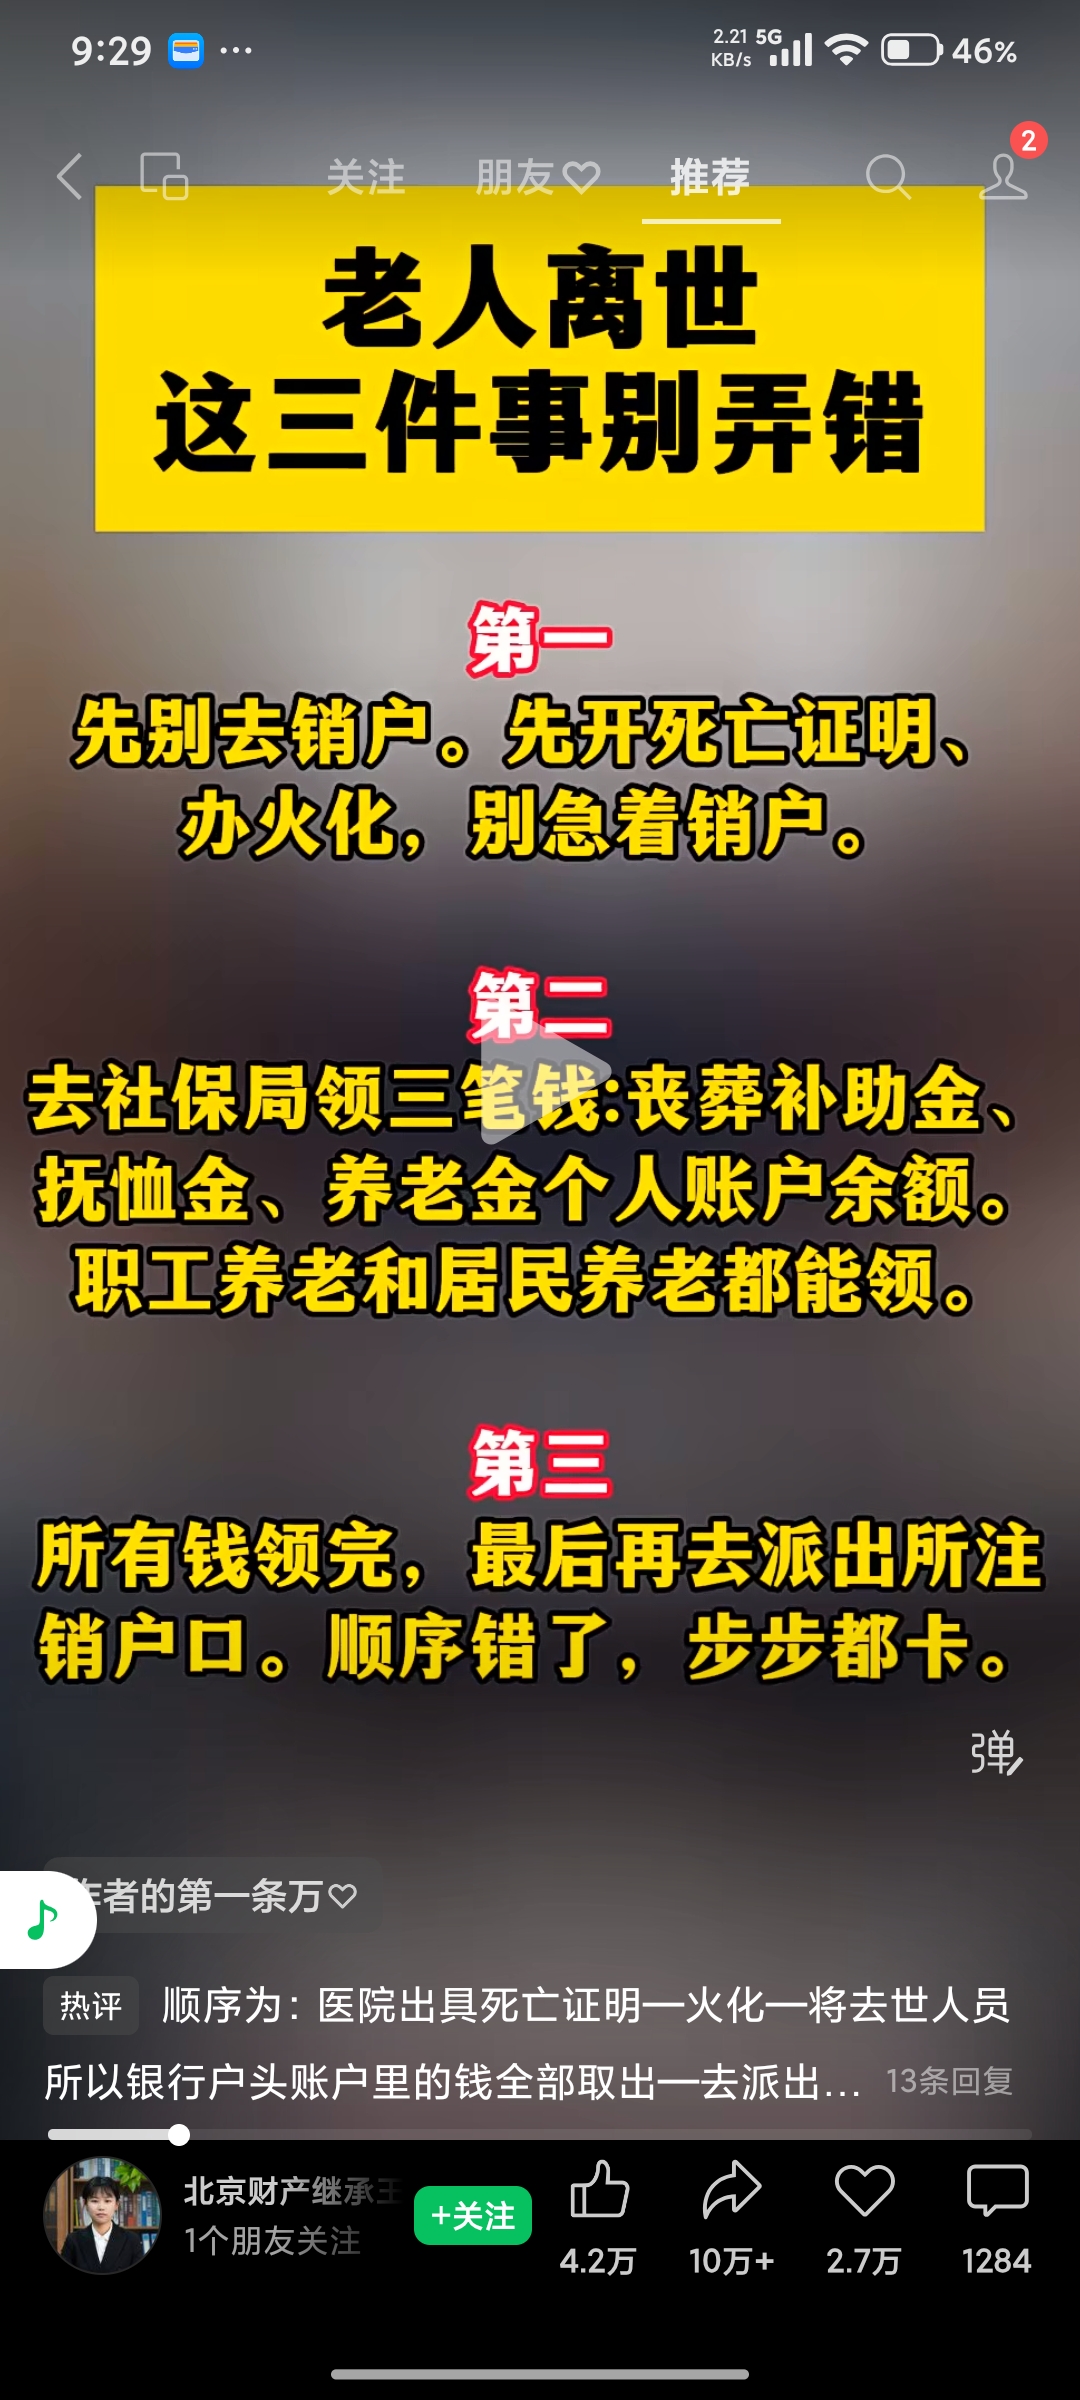 9:29 ··· 2.21 KB/s 5G 46%
关注 朋友 推荐 2
老人离世
这三件事别弄错
第一
先别去销户。先开死亡证明、
办火化，别急着销户。
第二
去社保局领三笔钱:丧葬补助金、
抚恤金、养老金个人账户余额。
职工养老和居民养老都能领。
第三
所有钱领完，最后再去派出所注
销户口。顺序错了，步步都卡。
弹
作者的第一条万
热评 顺序为：医院出具死亡证明—火化—将去世人员
所以银行户头账户里的钱全部取出—去派出... 13条回复
北京财产继承王
1个朋友关注
+关注
4.2万 10万+ 2.7万 1284